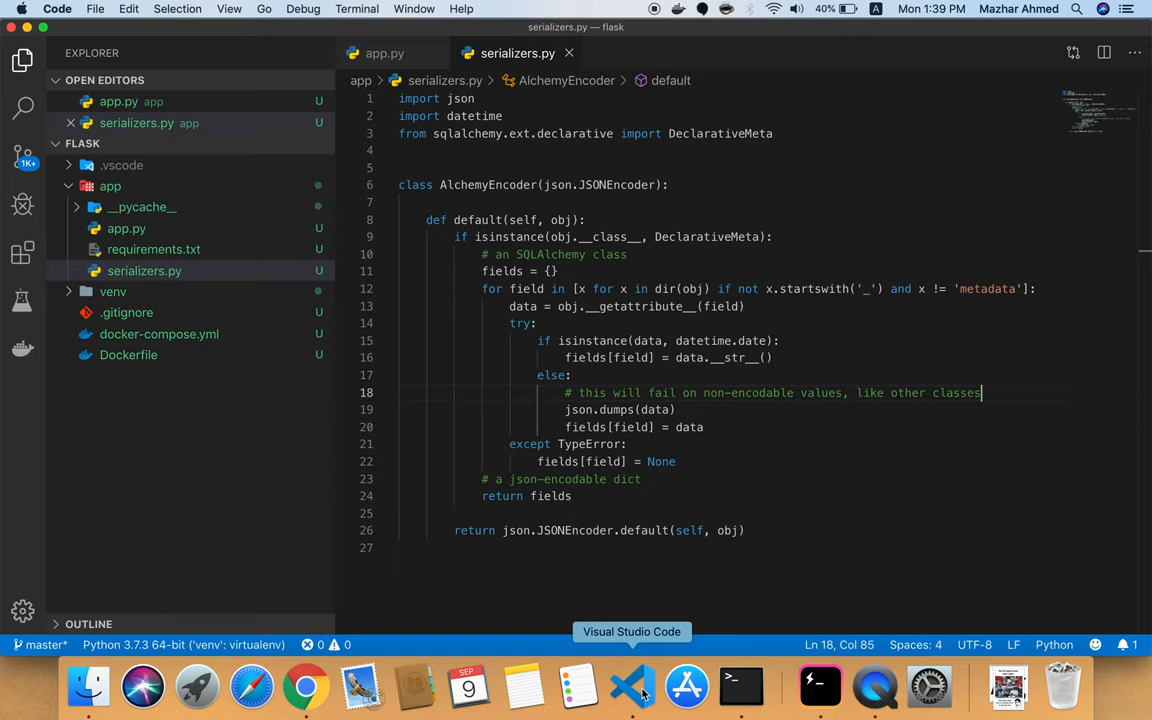 Code File Edit Selection View Go Debug Terminal Window Help 40% A Mon 1:39 PM Mazhar Ahmed
serializers.py — flask
EXPLORER
OPEN EDITORS
app.py app U
serializers.py app U
FLASK
.vscode
app
__pycache__
app.py U
requirements.txt U
serializers.py U
venv
.gitignore U
docker-compose.yml U
Dockerfile U
OUTLINE
1K+
app.py serializers.py
app > serializers.py > AlchemyEncoder > default
1 import json
2 import datetime
3 from sqlalchemy.ext.declarative import DeclarativeMeta
4
5
6 class AlchemyEncoder(json.JSONEncoder):
7
8 def default(self, obj):
9 if isinstance(obj.__class__, DeclarativeMeta):
10 # an SQLAlchemy class
11 fields = {}
12 for field in [x for x in dir(obj) if not x.startswith('_') and x != 'metadata']:
13 data = obj.__getattribute__(field)
14 try:
15 if isinstance(data, datetime.date):
16 fields[field] = data.__str__()
17 else:
18 # this will fail on non-encodable values, like other classes
19 json.dumps(data)
20 fields[field] = data
21 except TypeError:
22 fields[field] = None
23 # a json-encodable dict
24 return fields
25
26 return json.JSONEncoder.default(self, obj)
27
Visual Studio Code
master* Python 3.7.3 64-bit ('venv': virtualenv) 0 0 Ln 18, Col 85 Spaces: 4 UTF-8 LF Python 1
SEP
9